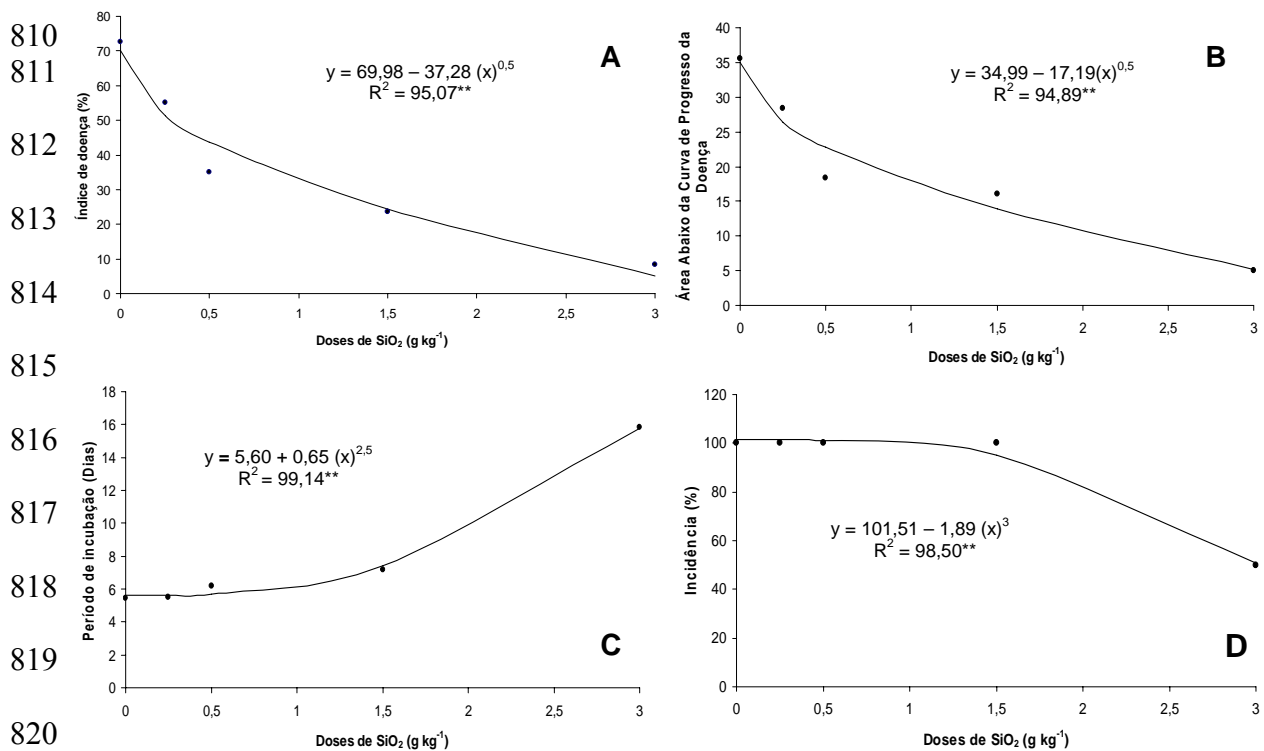 810
811
812
813
814
815
816
817
818
819
820
A
y = 69,98 – 37,28 (x)^0,5
R^2 = 95,07**
Índice de doença (%)
80
70
60
50
40
30
20
10
0
0 0,5 1 1,5 2 2,5 3
Doses de SiO₂ (g kg⁻¹)
B
y = 34,99 – 17,19(x)^0,5
R^2 = 94,89**
Área Abaixo da Curva de Progresso da
Doença
40
35
30
25
20
15
10
5
0
0 0,5 1 1,5 2 2,5 3
Doses de SiO₂ (g kg⁻¹)
y = 5,60 + 0,65 (x)^2,5
R^2 = 99,14**
C
Período de incubação (Dias)
18
16
14
12
10
8
6
4
2
0
0 0,5 1 1,5 2 2,5 3
Doses de SiO₂ (g kg⁻¹)
y = 101,51 – 1,89 (x)^3
R^2 = 98,50**
D
Incidência (%)
120
100
80
60
40
20
0
0 0,5 1 1,5 2 2,5 3
Doses de SiO₂ (g kg⁻¹)